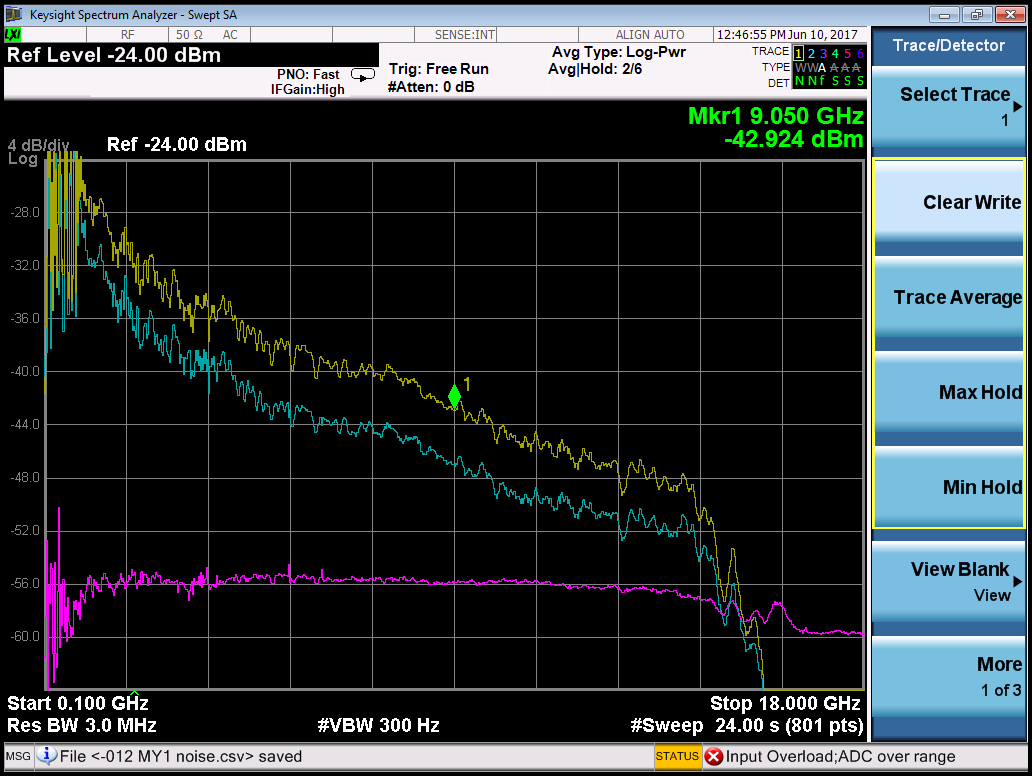 Keysight Spectrum Analyzer - Swept SA
LXI RF 50 Ω AC SENSE:INT ALIGN AUTO 12:46:55 PM Jun 10, 2017
Ref Level -24.00 dBm
PNO: Fast
IFGain:High
Trig: Free Run
#Atten: 0 dB
Avg Type: Log-Pwr
Avg|Hold: 2/6
TRACE 1 2 3 4 5 6
TYPE W W A A A A
DET N N f S S S
Mkr1 9.050 GHz
-42.924 dBm
4 dB/div
Log
Ref -24.00 dBm
-28.0
-32.0
-36.0
-40.0
-44.0
-48.0
-52.0
-56.0
-60.0
1
Start 0.100 GHz
Stop 18.000 GHz
Res BW 3.0 MHz
#VBW 300 Hz
#Sweep 24.00 s (801 pts)
MSG File <-012 MY1 noise.csv> saved
STATUS Input Overload;ADC over range
Trace/Detector
Select Trace
1
Clear Write
Trace Average
Max Hold
Min Hold
View Blank
View
More
1 of 3